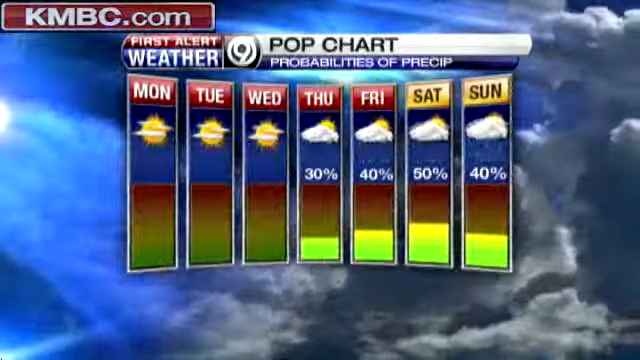 KMBC.com
FIRST ALERT
WEATHER
9
POP CHART
PROBABILITIES OF PRECIP
MON TUE WED THU FRI SAT SUN
30% 40% 50% 40%